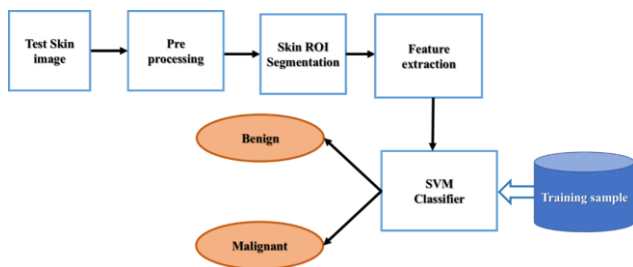 Test Skin
image
Pre
processing
Skin ROI
Segmentation
Feature
extraction
Benign
SVM
Classifier
Training sample
Malignant